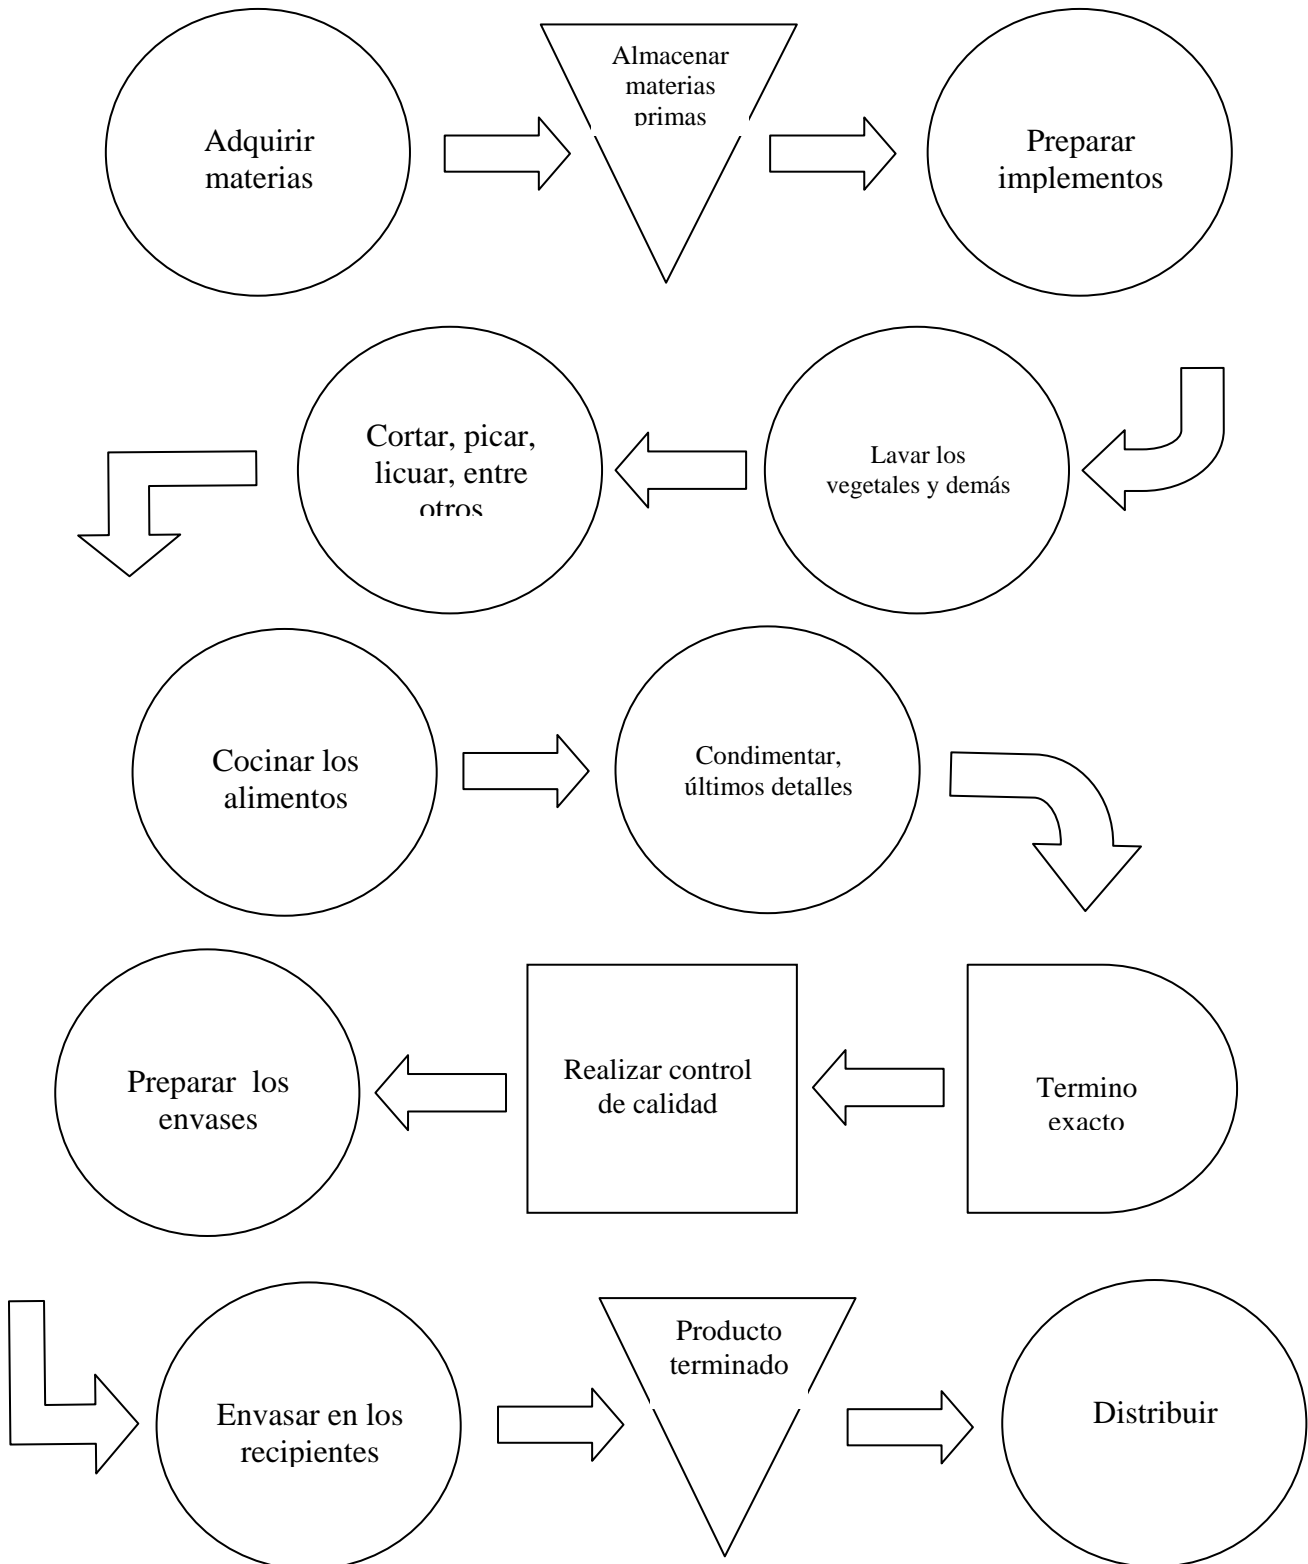 Adquirir
materias
Almacenar
materias
primas
Preparar
implementos
Lavar los
vegetales y demás
Cortar, picar,
licuar, entre
otros
Cocinar los
alimentos
Condimentar,
últimos detalles
Termino
exacto
Realizar control
de calidad
Preparar los
envases
Envasar en los
recipientes
Producto
terminado
Distribuir